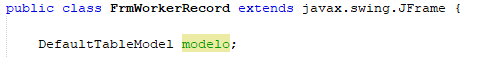 public class FrmWorkerRecord extends javax.swing.JFrame {
DefaultTableModel modelo;